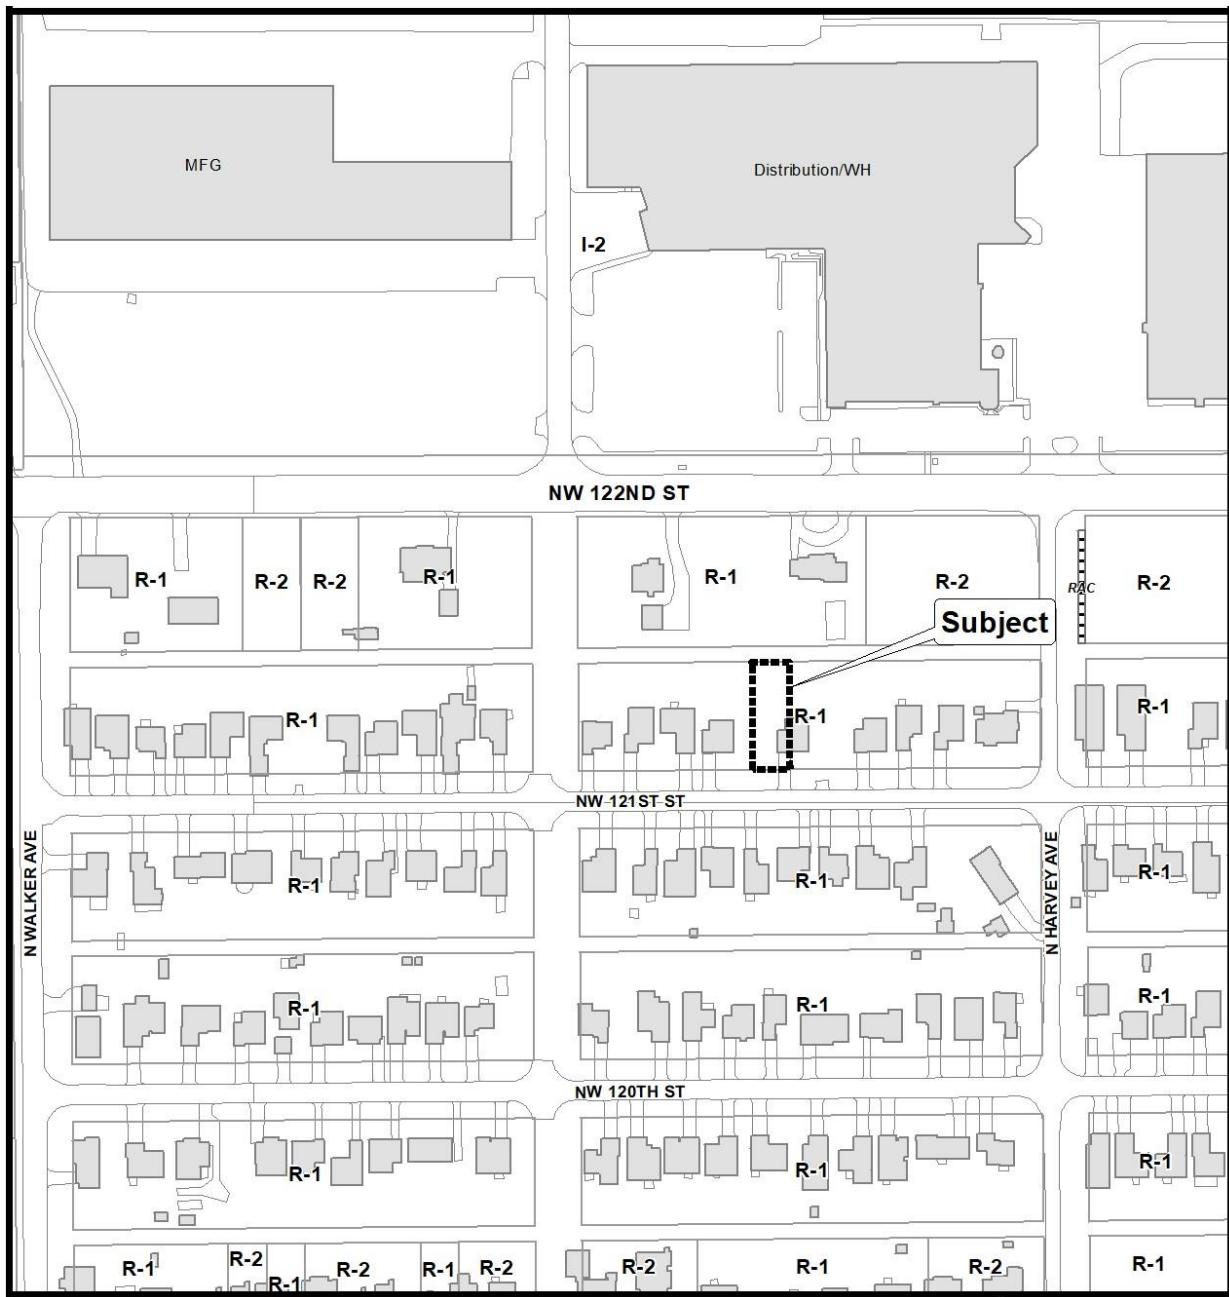 MFG
Distribution/WH
I-2
NW 122ND ST
R-1
R-2
R-2
R-1
R-1
R-2
RAC
R-2
Subject
R-1
R-1
R-1
NW 121ST ST
N WALKER AVE
N HARVEY AVE
R-1
R-1
R-1
R-1
R-1
R-1
NW 120TH ST
R-1
R-1
R-1
R-1
R-2
R-1
R-2
R-1
R-2
R-2
R-1
R-2
R-1